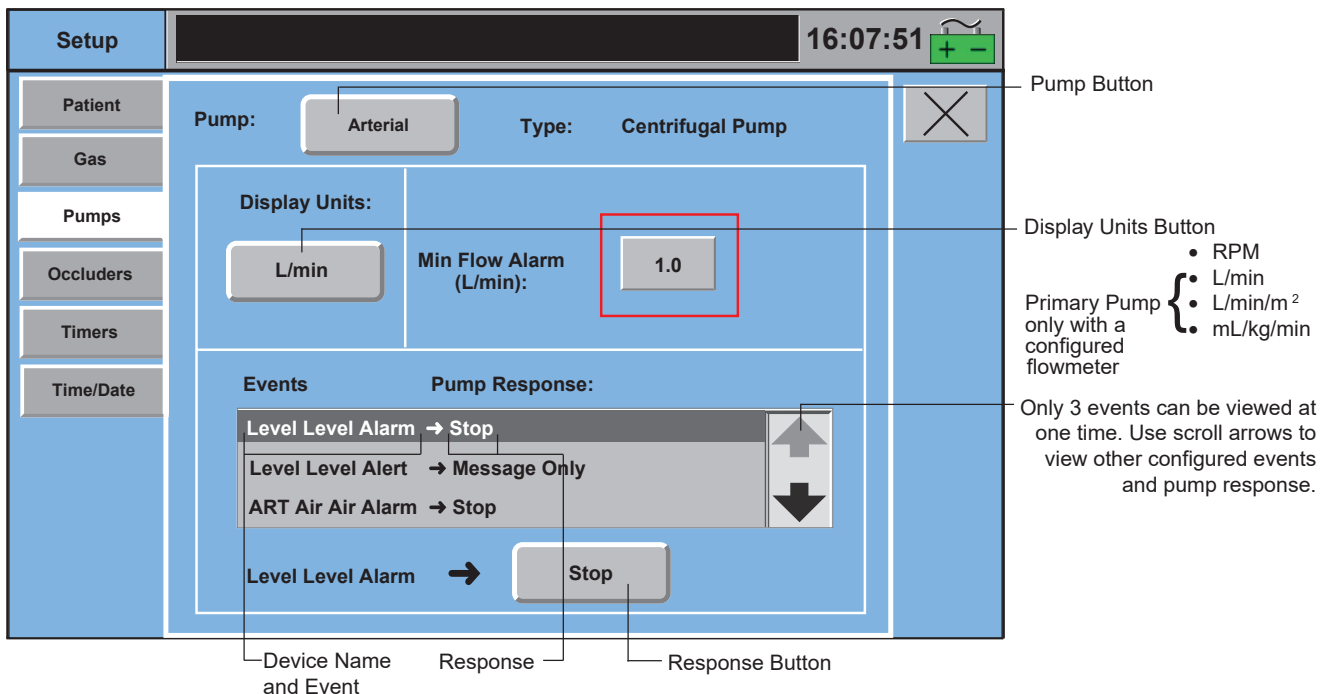 Setup
16:07:51
+ −
Patient
Gas
Pumps
Occluders
Timers
Time/Date
Pump:
Arterial
Type:
Centrifugal Pump
Display Units:
L/min
Min Flow Alarm
(L/min):
1.0
Events
Pump Response:
Level Level Alarm ➜ Stop
Level Level Alert ➜ Message Only
ART Air Air Alarm ➜ Stop
Level Level Alarm ➜
Stop
Pump Button
Display Units Button
• RPM
• L/min
• L/min/m ²
• mL/kg/min
Primary Pump {
only with a
configured
flowmeter
Only 3 events can be viewed at
one time. Use scroll arrows to
view other configured events
and pump response.
Device Name
and Event
Response
Response Button